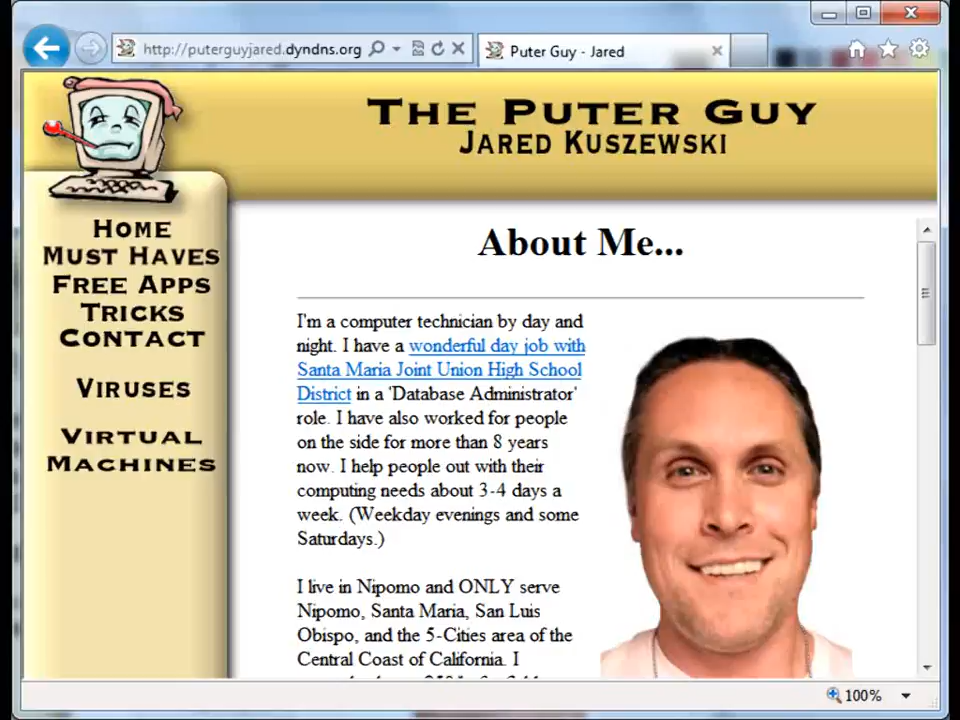 http://puterguyjared.dyndns.org
Puter Guy - Jared
THE PUTER GUY
JARED KUSZEWSKI
HOME
MUST HAVES
FREE APPS
TRICKS
CONTACT
VIRUSES
VIRTUAL
MACHINES
About Me...
I'm a computer technician by day and
night. I have a wonderful day job with
Santa Maria Joint Union High School
District in a 'Database Administrator'
role. I have also worked for people
on the side for more than 8 years
now. I help people out with their
computing needs about 3-4 days a
week. (Weekday evenings and some
Saturdays.)
I live in Nipomo and ONLY serve
Nipomo, Santa Maria, San Luis
Obispo, and the 5-Cities area of the
Central Coast of California. I
100%